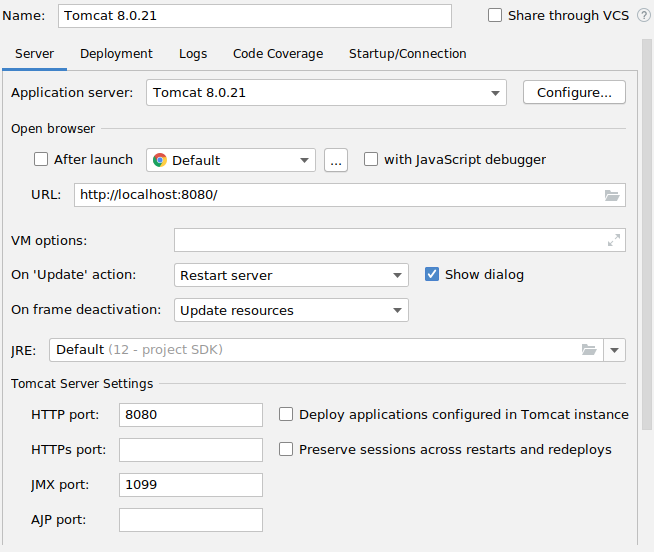 Name: Tomcat 8.0.21 Share through VCS ?
Server Deployment Logs Code Coverage Startup/Connection
Application server: Tomcat 8.0.21 Configure...
Open browser
After launch Default ... with JavaScript debugger
URL: http://localhost:8080/
VM options:
On 'Update' action: Restart server Show dialog
On frame deactivation: Update resources
JRE: Default (12 - project SDK)
Tomcat Server Settings
HTTP port: 8080 Deploy applications configured in Tomcat instance
HTTPs port: Preserve sessions across restarts and redeploys
JMX port: 1099
AJP port: